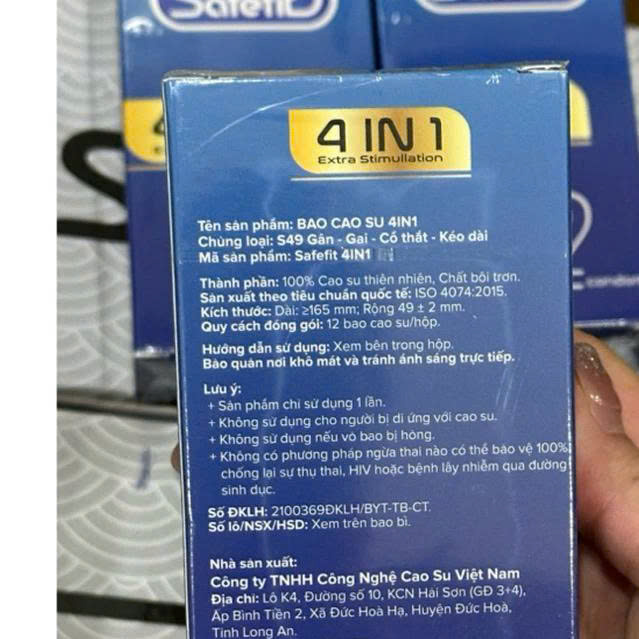 Safefit
4 IN 1
Extra Stimullation
Tên sản phẩm: BAO CAO SU 4IN1
Chủng loại: S49 Gân - Gai - Cổ thắt - Kéo dài
Mã sản phẩm: Safefit 4IN1
Thành phần: 100% Cao su thiên nhiên, Chất bôi trơn.
Sản xuất theo tiêu chuẩn quốc tế: ISO 4074:2015.
Kích thước: Dài: ≥165 mm; Rộng 49 ± 2 mm.
Quy cách đóng gói: 12 bao cao su/hộp.
Hướng dẫn sử dụng: Xem bên trong hộp.
Bảo quản nơi khô mát và tránh ánh sáng trực tiếp.
Lưu ý:
+ Sản phẩm chỉ sử dụng 1 lần.
+ Không sử dụng cho người bị dị ứng với cao su.
+ Không sử dụng nếu vỏ bao bị hỏng.
+ Không có phương pháp ngừa thai nào có thể bảo vệ 100%
chống lại sự thụ thai, HIV hoặc bệnh lây nhiễm qua đường
sinh dục.
Số ĐKLH: 2100369ĐKLH/BYT-TB-CT.
Số lô/NSX/HSD: Xem trên bao bì.
Nhà sản xuất:
Công ty TNHH Công Nghệ Cao Su Việt Nam
Địa chỉ: Lô K4, Đường số 10, KCN Hải Sơn (GĐ 3+4),
Ấp Bình Tiền 2, Xã Đức Hoà Hạ, Huyện Đức Hoà,
Tỉnh Long An.